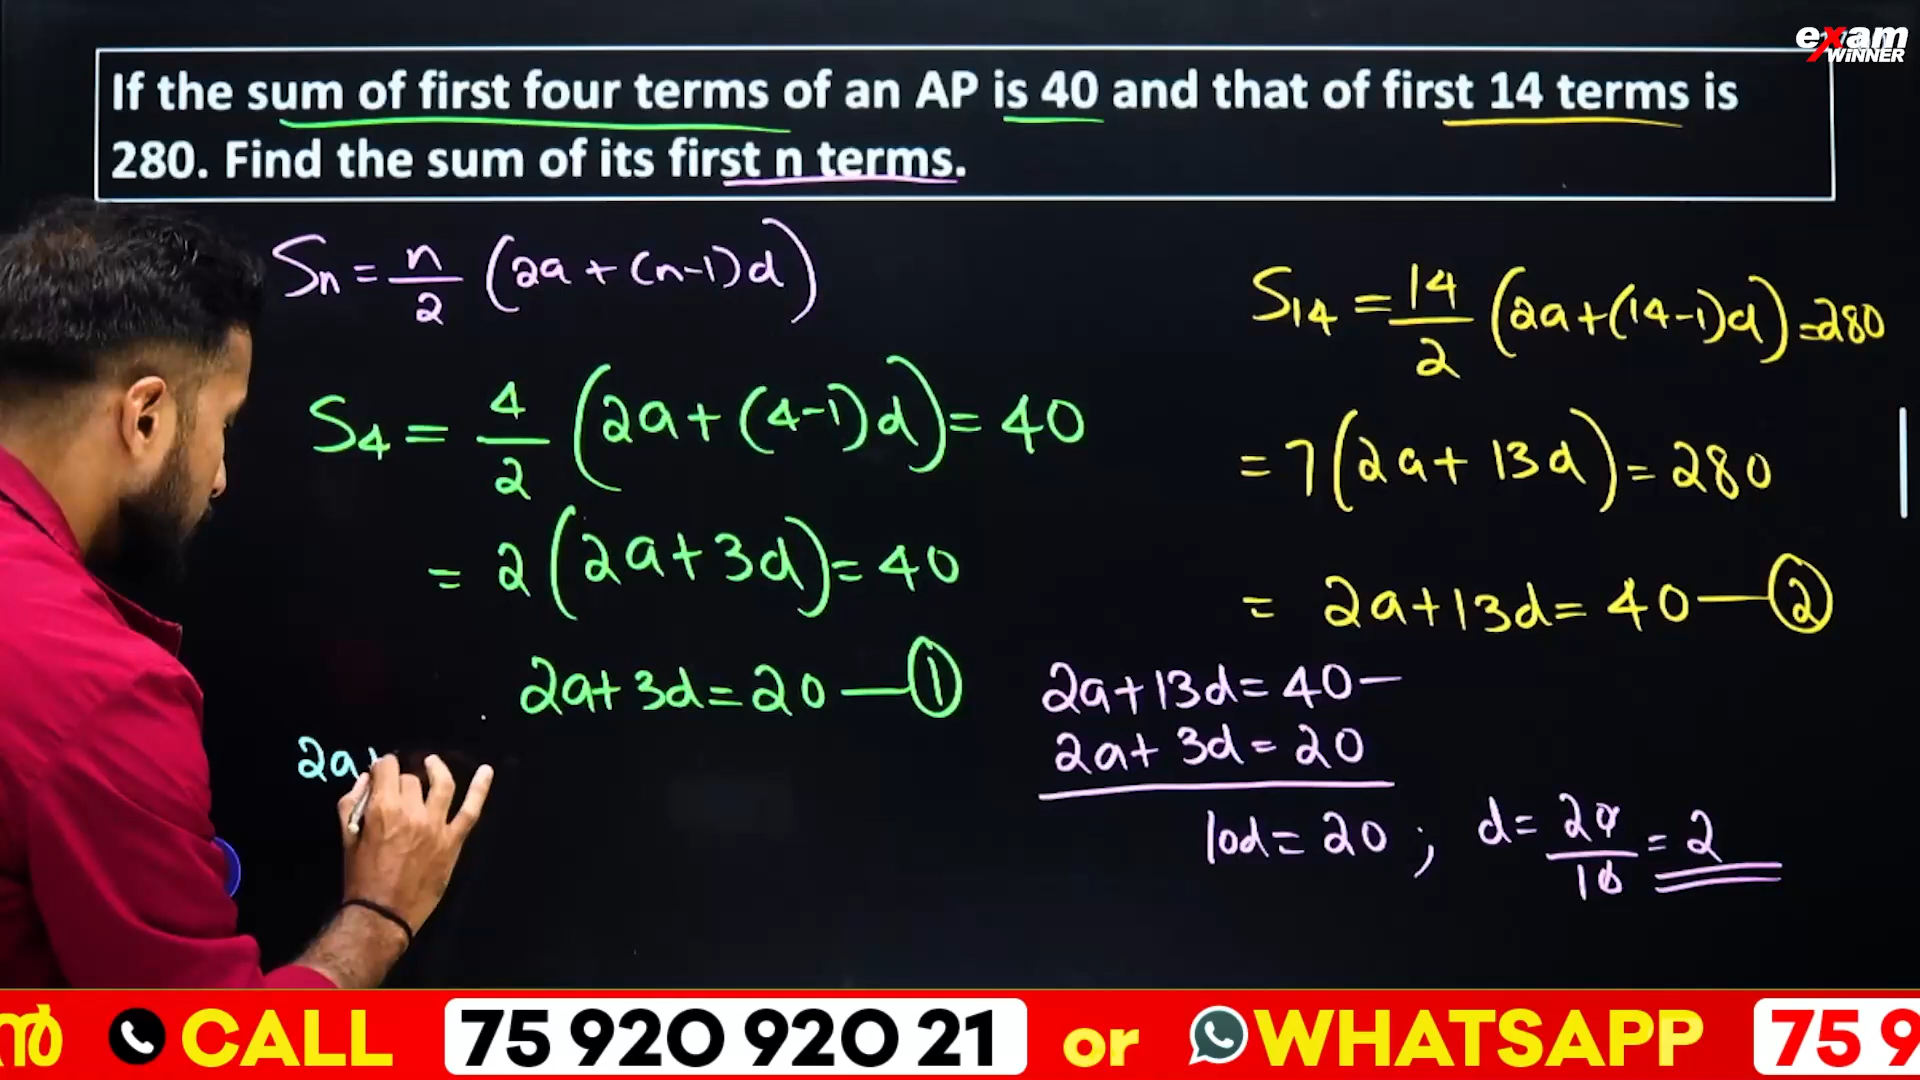 exam
WiNNER
If the sum of first four terms of an AP is 40 and that of first 14 terms is
280. Find the sum of its first n terms.
Sn = n/2 (2a + (n-1)d)
S4 = 4/2 (2a + (4-1)d) = 40
= 2 (2a + 3d) = 40
2a + 3d = 20 — ①
2a+
S14 = 14/2 (2a + (14-1)d) = 280
= 7 (2a + 13d) = 280
= 2a + 13d = 40 — ②
2a + 13d = 40 —
2a + 3d = 20
10d = 20 ; d = 20/10 = 2
ൻ CALL 75 920 920 21 or WHATSAPP 75 9